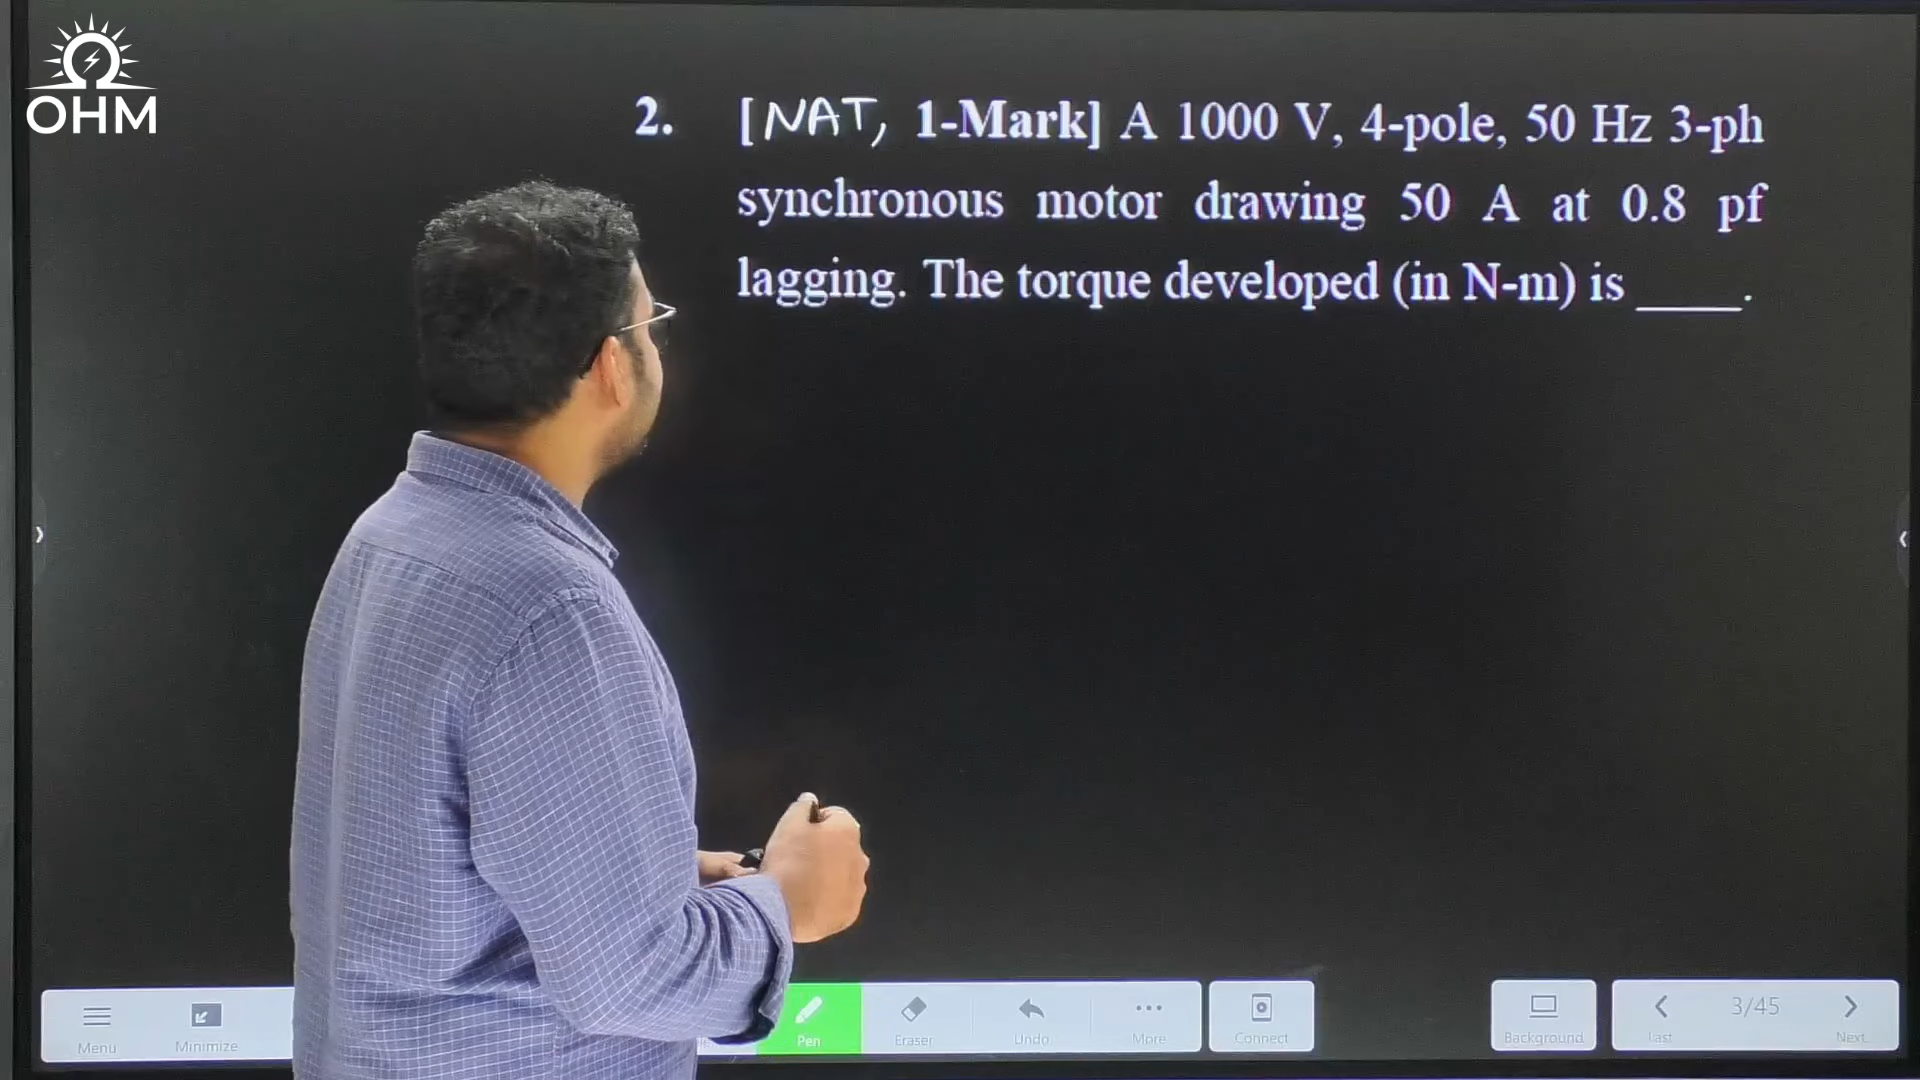 OHM
2. [NAT, 1-Mark] A 1000 V, 4-pole, 50 Hz 3-ph
synchronous motor drawing 50 A at 0.8 pf
lagging. The torque developed (in N-m) is ____.
Menu
Minimize
Pen
Eraser
Undo
More
Connect
Background
Last
3/45
Next